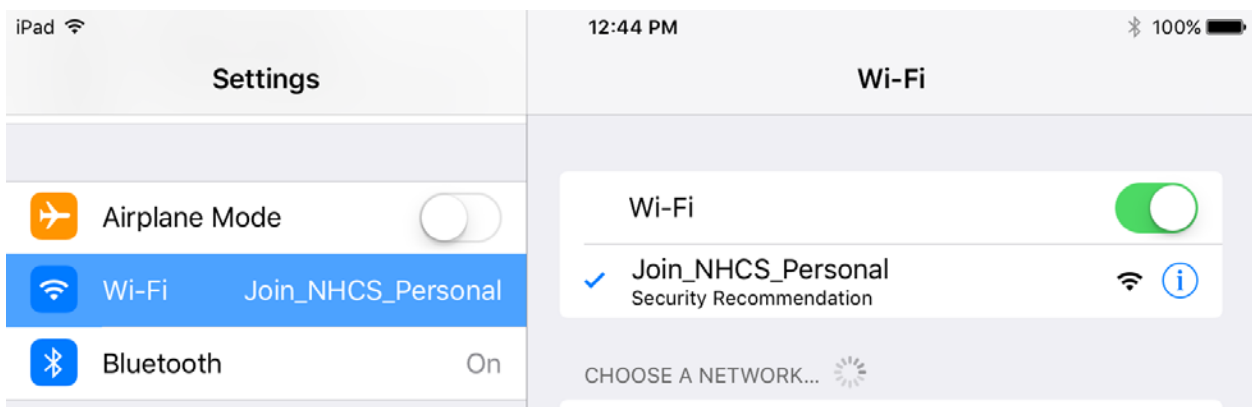 iPad 12:44 PM 100%
Settings
Airplane Mode
Wi-Fi Join_NHCS_Personal
Bluetooth On
Wi-Fi
Wi-Fi
Join_NHCS_Personal
Security Recommendation
CHOOSE A NETWORK...